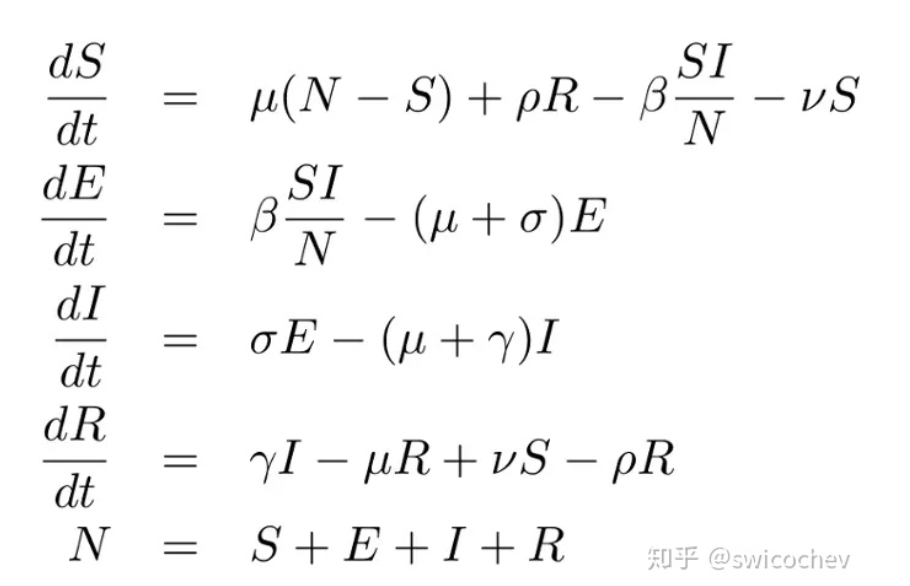 dS/dt = μ(N − S) + ρR − β SI/N − νS
dE/dt = β SI/N − (μ + σ)E
dI/dt = σE − (μ + γ)I
dR/dt = γI − μR + νS − ρR
N = S + E + I + R
知乎 @swicochev